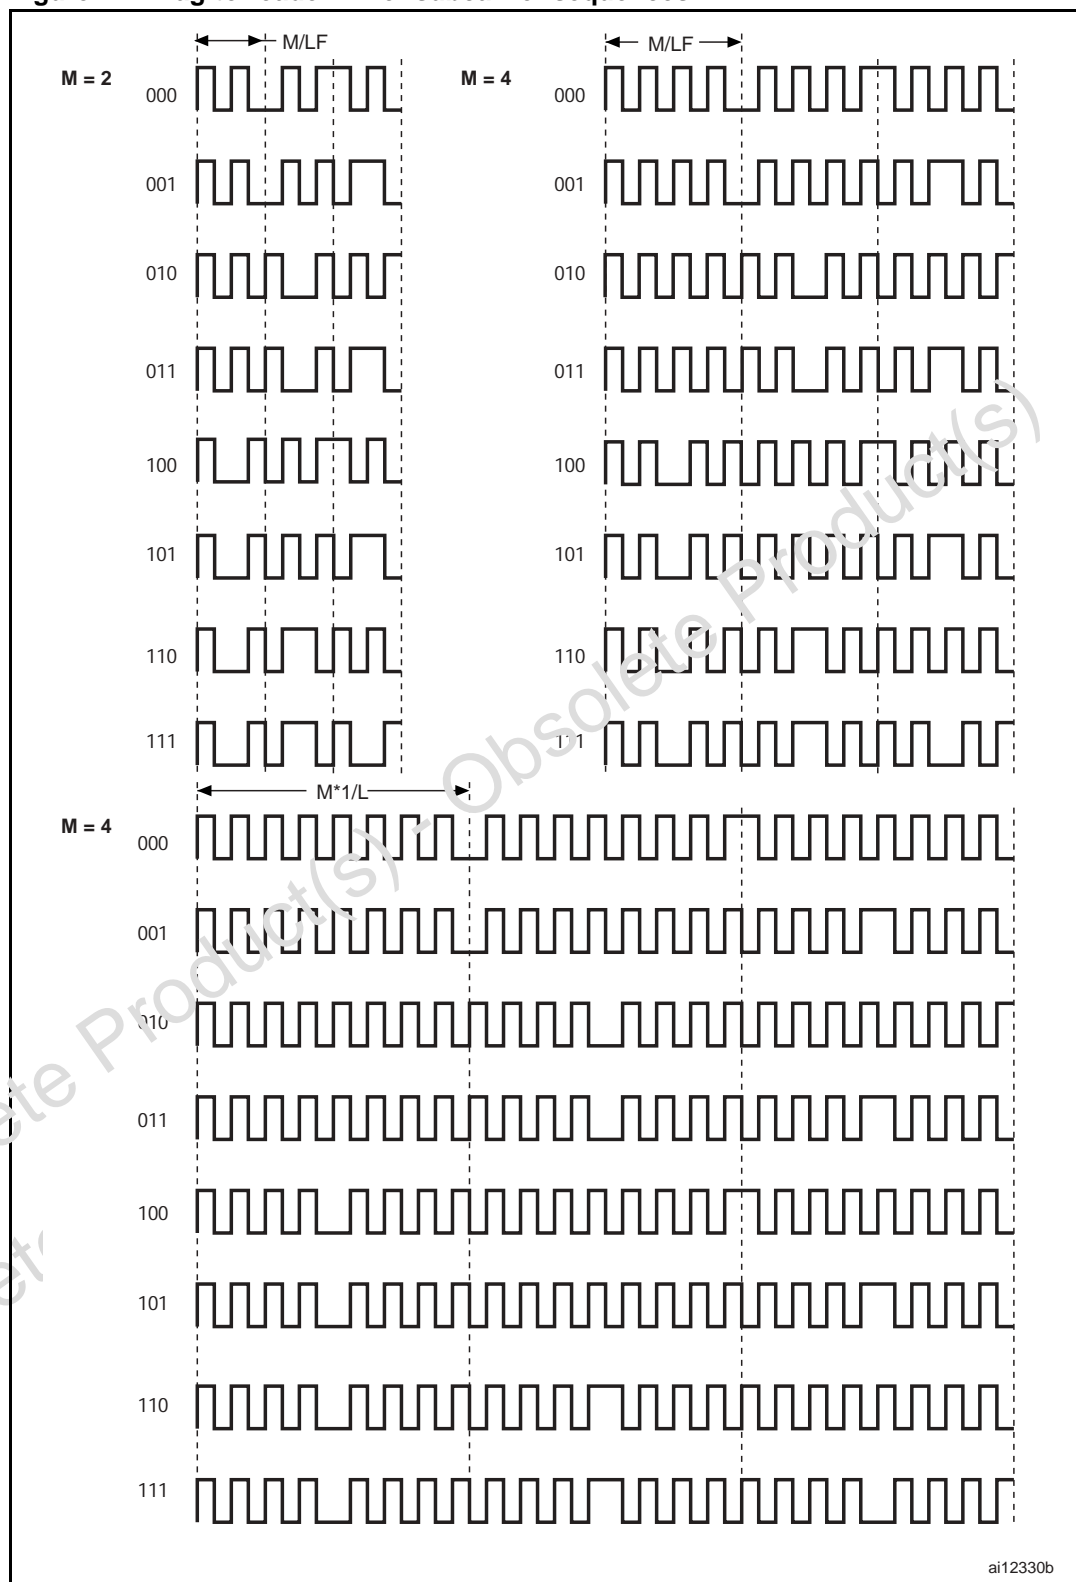 M/LF M/LF
M = 2 M = 4
000 000
001 001
010 010
011 011
100 100
101 101
110 110
111 111
M*1/L
M = 4
000
001
010
011
100
101
110
111
Obsolete Product(s) - Obsolete Product(s)
ai12330b